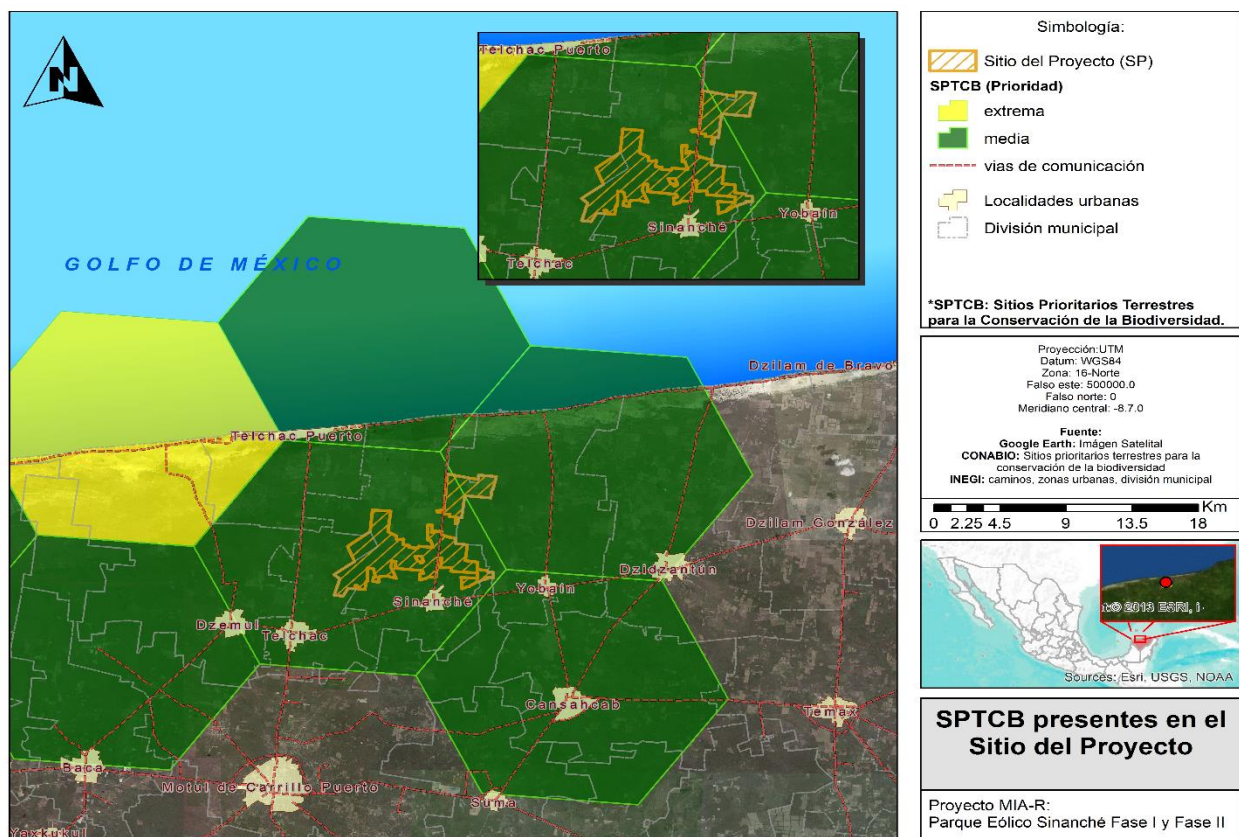 N
GOLFO DE MÉXICO
Telchac Puerto
Sinanché
Yobaín
Telchac
Dzilam de Bravo
Telchac Puerto
Dzilam González
Dzidzantún
Yobaín
Sinanché
Dzemul
Telchac
Cansahcab
Temax
Baca
Motul de Carrillo Puerto
Suma
Yaxkukul
Simbología:
Sitio del Proyecto (SP)
SPTCB (Prioridad)
extrema
media
vias de comunicación
Localidades urbanas
División municipal
*SPTCB: Sitios Prioritarios Terrestres
para la Conservación de la Biodiversidad.
Proyección:UTM
Datum: WGS84
Zona: 16-Norte
Falso este: 500000.0
Falso norte: 0
Meridiano central: -8.7.0
Fuente:
Google Earth: Imágen Satelital
CONABIO: Sitios prioritarios terrestres para la
conservación de la biodiversidad
INEGI: caminos, zonas urbanas, división municipal
Km
0 2.25 4.5 9 13.5 18
© 2013 ESRI, i-
Sources: Esri, USGS, NOAA
SPTCB presentes en el
Sitio del Proyecto
Proyecto MIA-R:
Parque Eólico Sinanché Fase I y Fase II